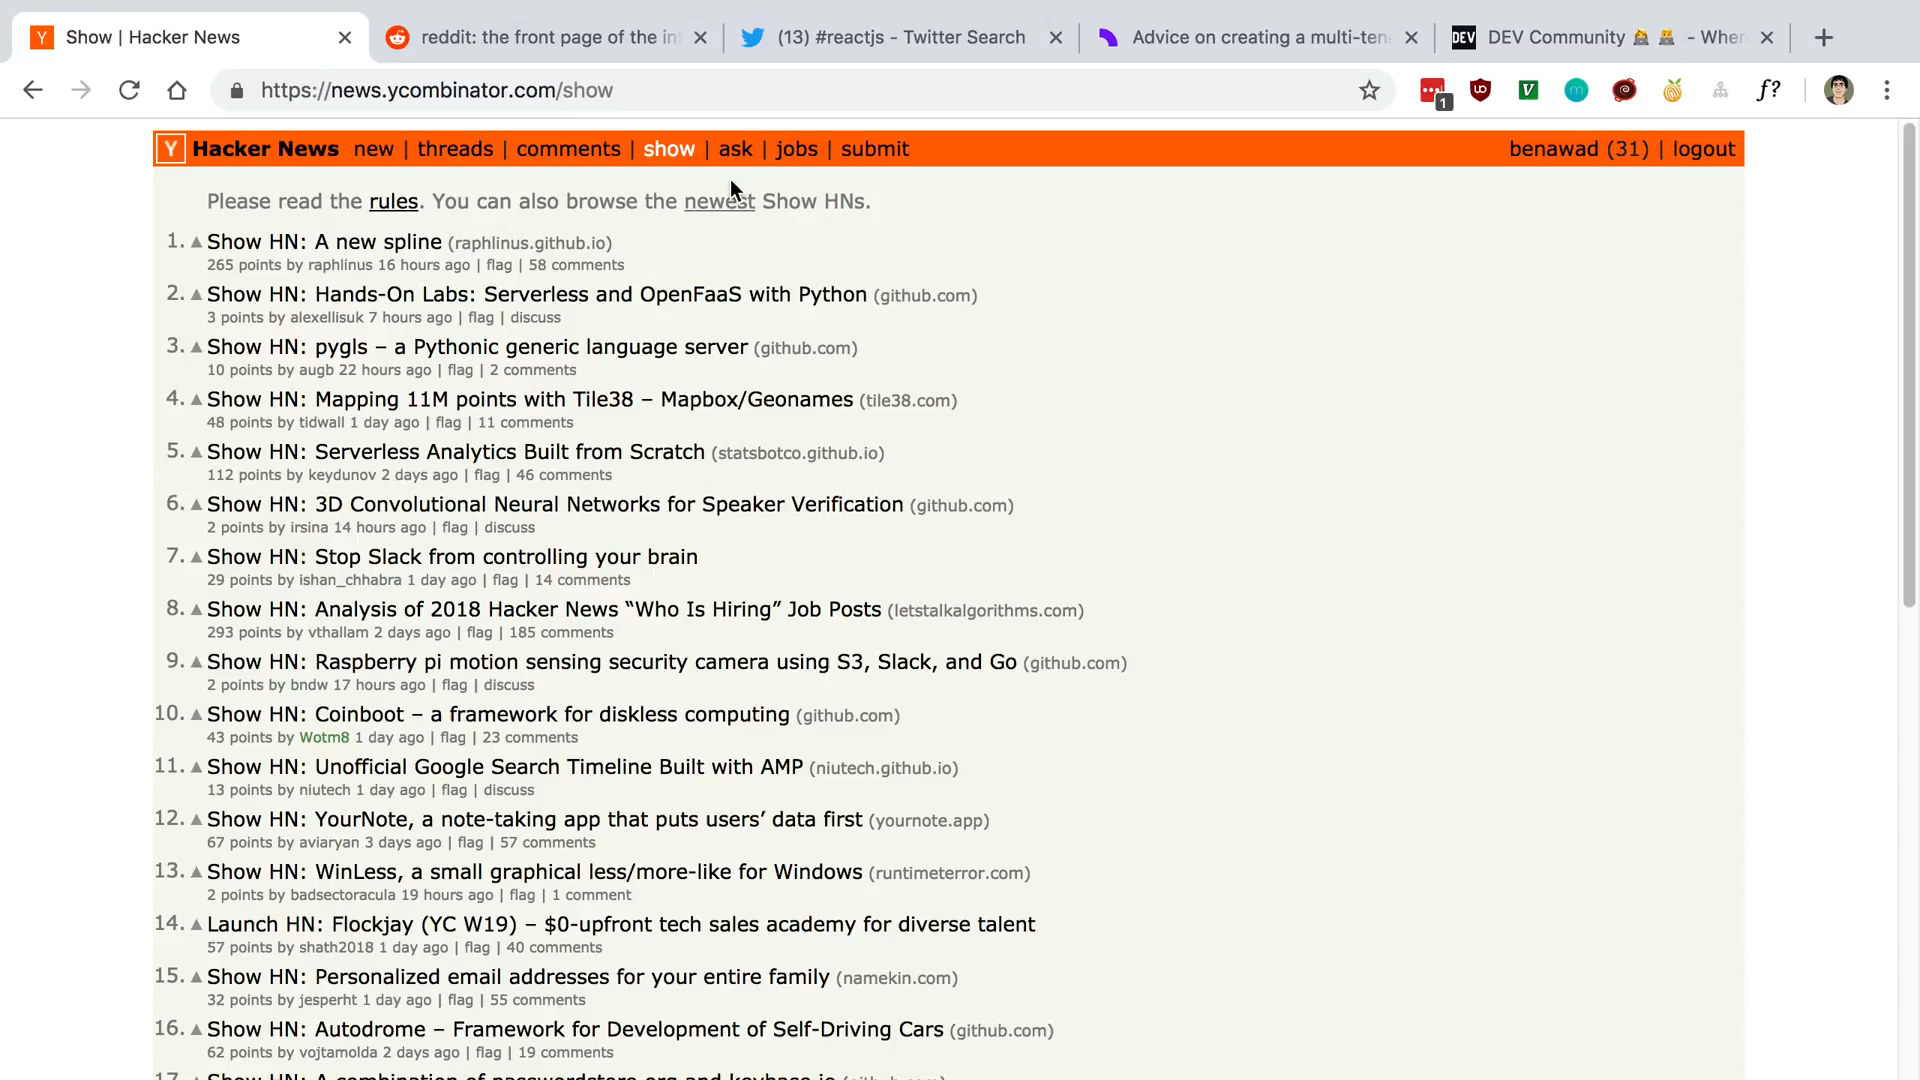 Show | Hacker News
reddit: the front page of the in
(13) #reactjs - Twitter Search
Advice on creating a multi-ten
DEV
DEV Community 👩‍💻 👨‍💻 - Wher
https://news.ycombinator.com/show
1
f?
Y Hacker News new | threads | comments | show | ask | jobs | submit
benawad (31) | logout
Please read the rules. You can also browse the newest Show HNs.
1. Show HN: A new spline (raphlinus.github.io)
265 points by raphlinus 16 hours ago | flag | 58 comments
2. Show HN: Hands-On Labs: Serverless and OpenFaaS with Python (github.com)
3 points by alexellisuk 7 hours ago | flag | discuss
3. Show HN: pygls – a Pythonic generic language server (github.com)
10 points by augb 22 hours ago | flag | 2 comments
4. Show HN: Mapping 11M points with Tile38 – Mapbox/Geonames (tile38.com)
48 points by tidwall 1 day ago | flag | 11 comments
5. Show HN: Serverless Analytics Built from Scratch (statsbotco.github.io)
112 points by keydunov 2 days ago | flag | 46 comments
6. Show HN: 3D Convolutional Neural Networks for Speaker Verification (github.com)
2 points by irsina 14 hours ago | flag | discuss
7. Show HN: Stop Slack from controlling your brain
29 points by ishan_chhabra 1 day ago | flag | 14 comments
8. Show HN: Analysis of 2018 Hacker News “Who Is Hiring” Job Posts (letstalkalgorithms.com)
293 points by vthallam 2 days ago | flag | 185 comments
9. Show HN: Raspberry pi motion sensing security camera using S3, Slack, and Go (github.com)
2 points by bndw 17 hours ago | flag | discuss
10. Show HN: Coinboot – a framework for diskless computing (github.com)
43 points by Wotm8 1 day ago | flag | 23 comments
11. Show HN: Unofficial Google Search Timeline Built with AMP (niutech.github.io)
13 points by niutech 1 day ago | flag | discuss
12. Show HN: YourNote, a note-taking app that puts users’ data first (yournote.app)
67 points by aviaryan 3 days ago | flag | 57 comments
13. Show HN: WinLess, a small graphical less/more-like for Windows (runtimeterror.com)
2 points by badsectoracula 19 hours ago | flag | 1 comment
14. Launch HN: Flockjay (YC W19) – $0-upfront tech sales academy for diverse talent
57 points by shath2018 1 day ago | flag | 40 comments
15. Show HN: Personalized email addresses for your entire family (namekin.com)
32 points by jesperht 1 day ago | flag | 55 comments
16. Show HN: Autodrome – Framework for Development of Self-Driving Cars (github.com)
62 points by vojtamolda 2 days ago | flag | 19 comments
17. Show HN: A combination of passwordstore.org and keybase.io (github.com)